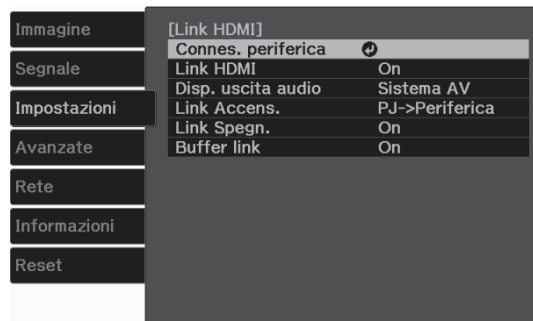 Immagine
Segnale
Impostazioni
Avanzate
Rete
Informazioni
Reset
[Link HDMI]
Connes. periferica
Link HDMI On
Disp. uscita audio Sistema AV
Link Accens. PJ->Periferica
Link Spegn. On
Buffer link On